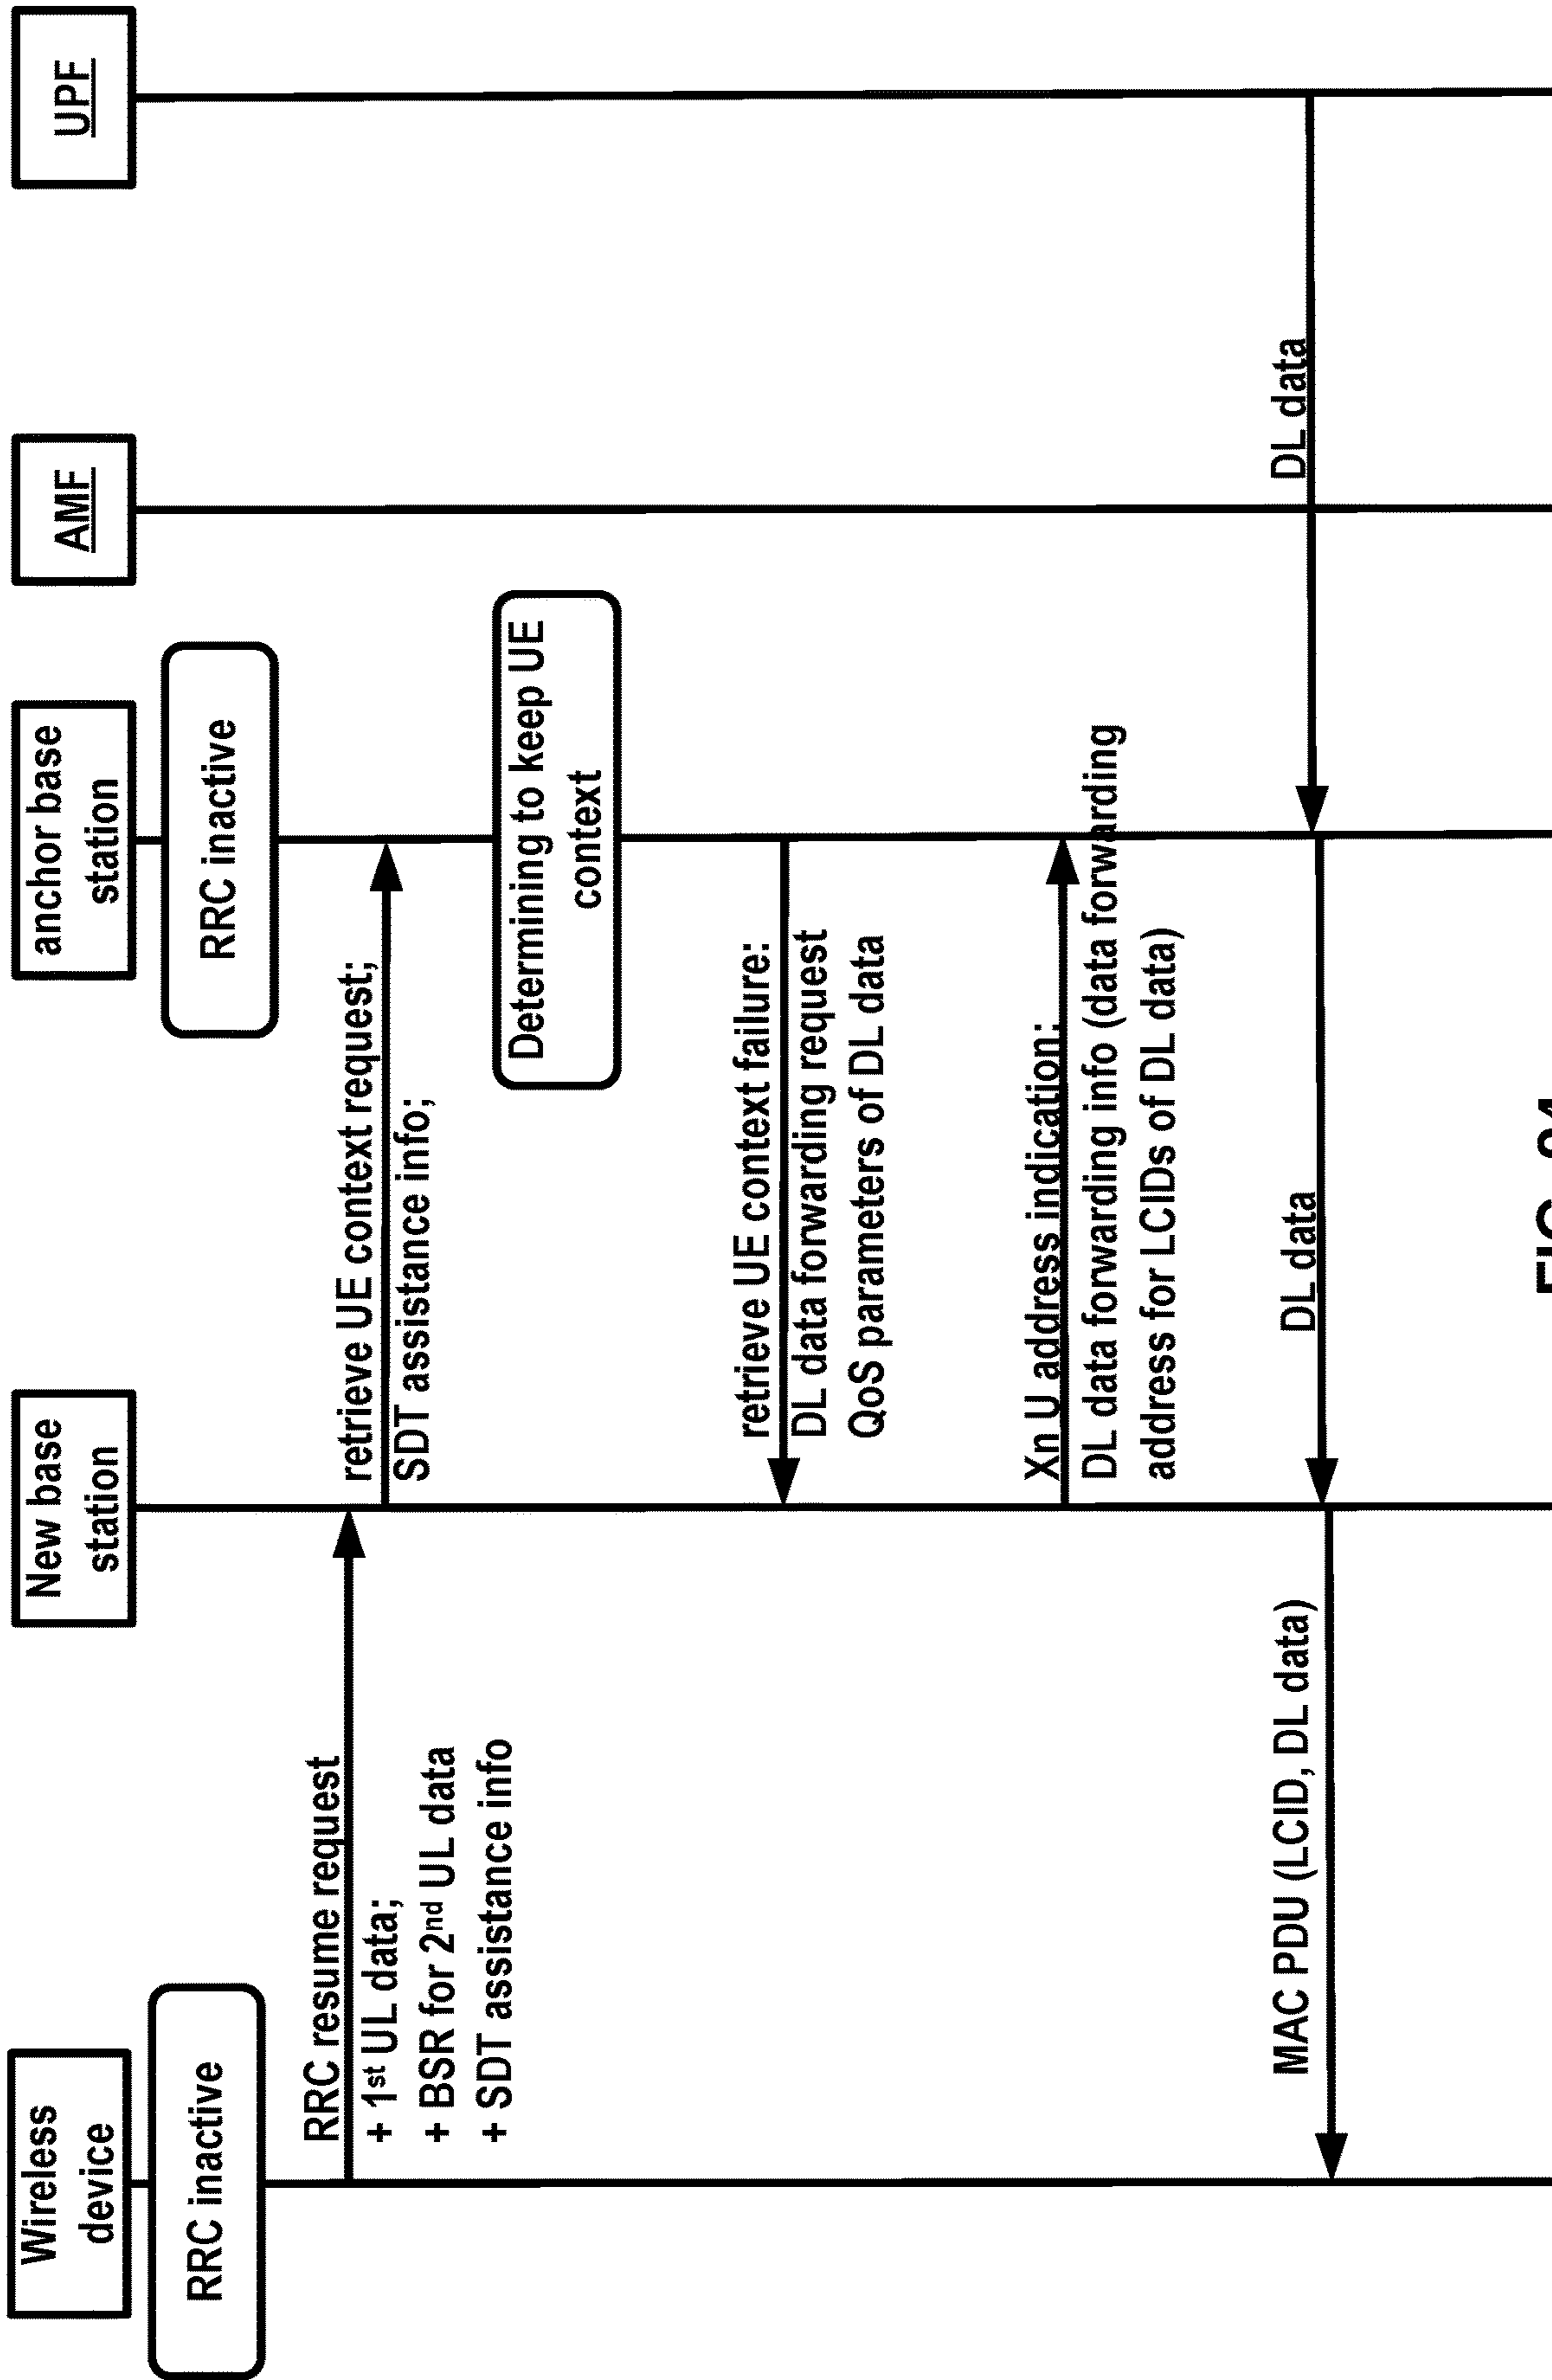 Wireless
device
New base
station
anchor base
station
AMF
UPF
RRC inactive
RRC inactive
RRC resume request
+ 1st UL data;
+ BSR for 2nd UL data
+ SDT assistance info
retrieve UE context request;
SDT assistance info;
Determining to keep UE
context
retrieve UE context failure:
DL data forwarding request
QoS parameters of DL data
Xn U address indication:
DL data forwarding info (data forwarding
address for LCIDs of DL data)
DL data
DL data
MAC PDU (LCID, DL data)